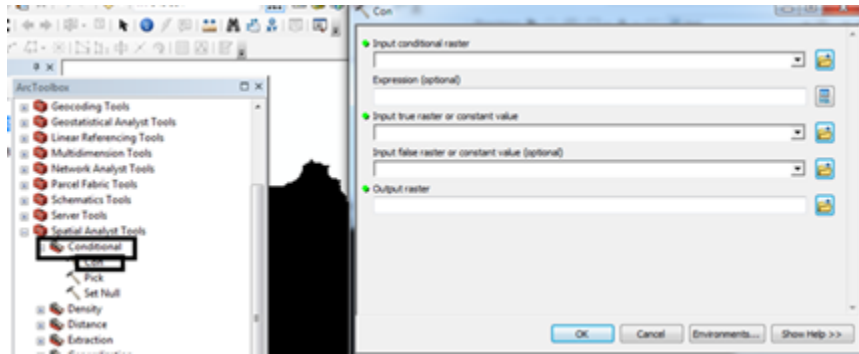 ArcToolbox
Geocoding Tools
Geostatistical Analyst Tools
Linear Referencing Tools
Multidimension Tools
Network Analyst Tools
Parcel Fabric Tools
Schematics Tools
Server Tools
Spatial Analyst Tools
Conditional
Con
Pick
Set Null
Density
Distance
Extraction
Con
Input conditional raster
Expression (optional)
Input true raster or constant value
Input false raster or constant value (optional)
Output raster
OK
Cancel
Environments...
Show Help >>